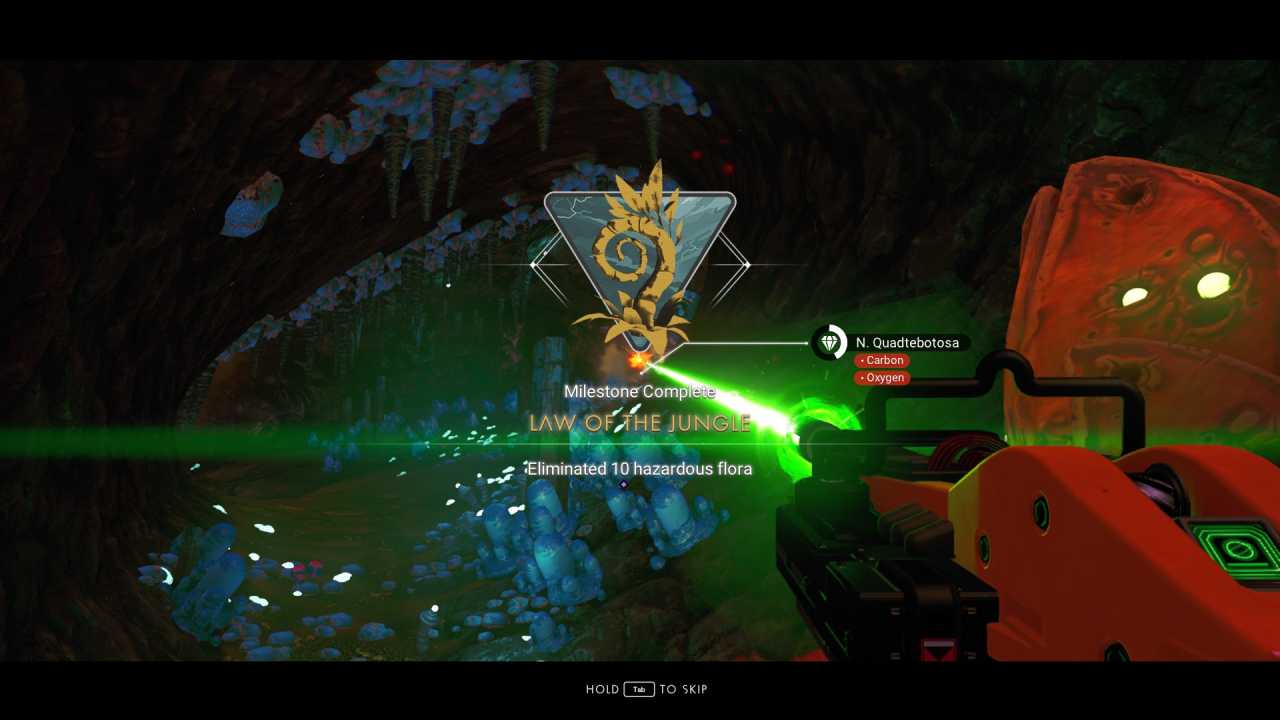 N. Quadtebotosa
• Carbon
• Oxygen
Milestone Complete
LAW OF THE JUNGLE
Eliminated 10 hazardous flora
HOLD Tab TO SKIP